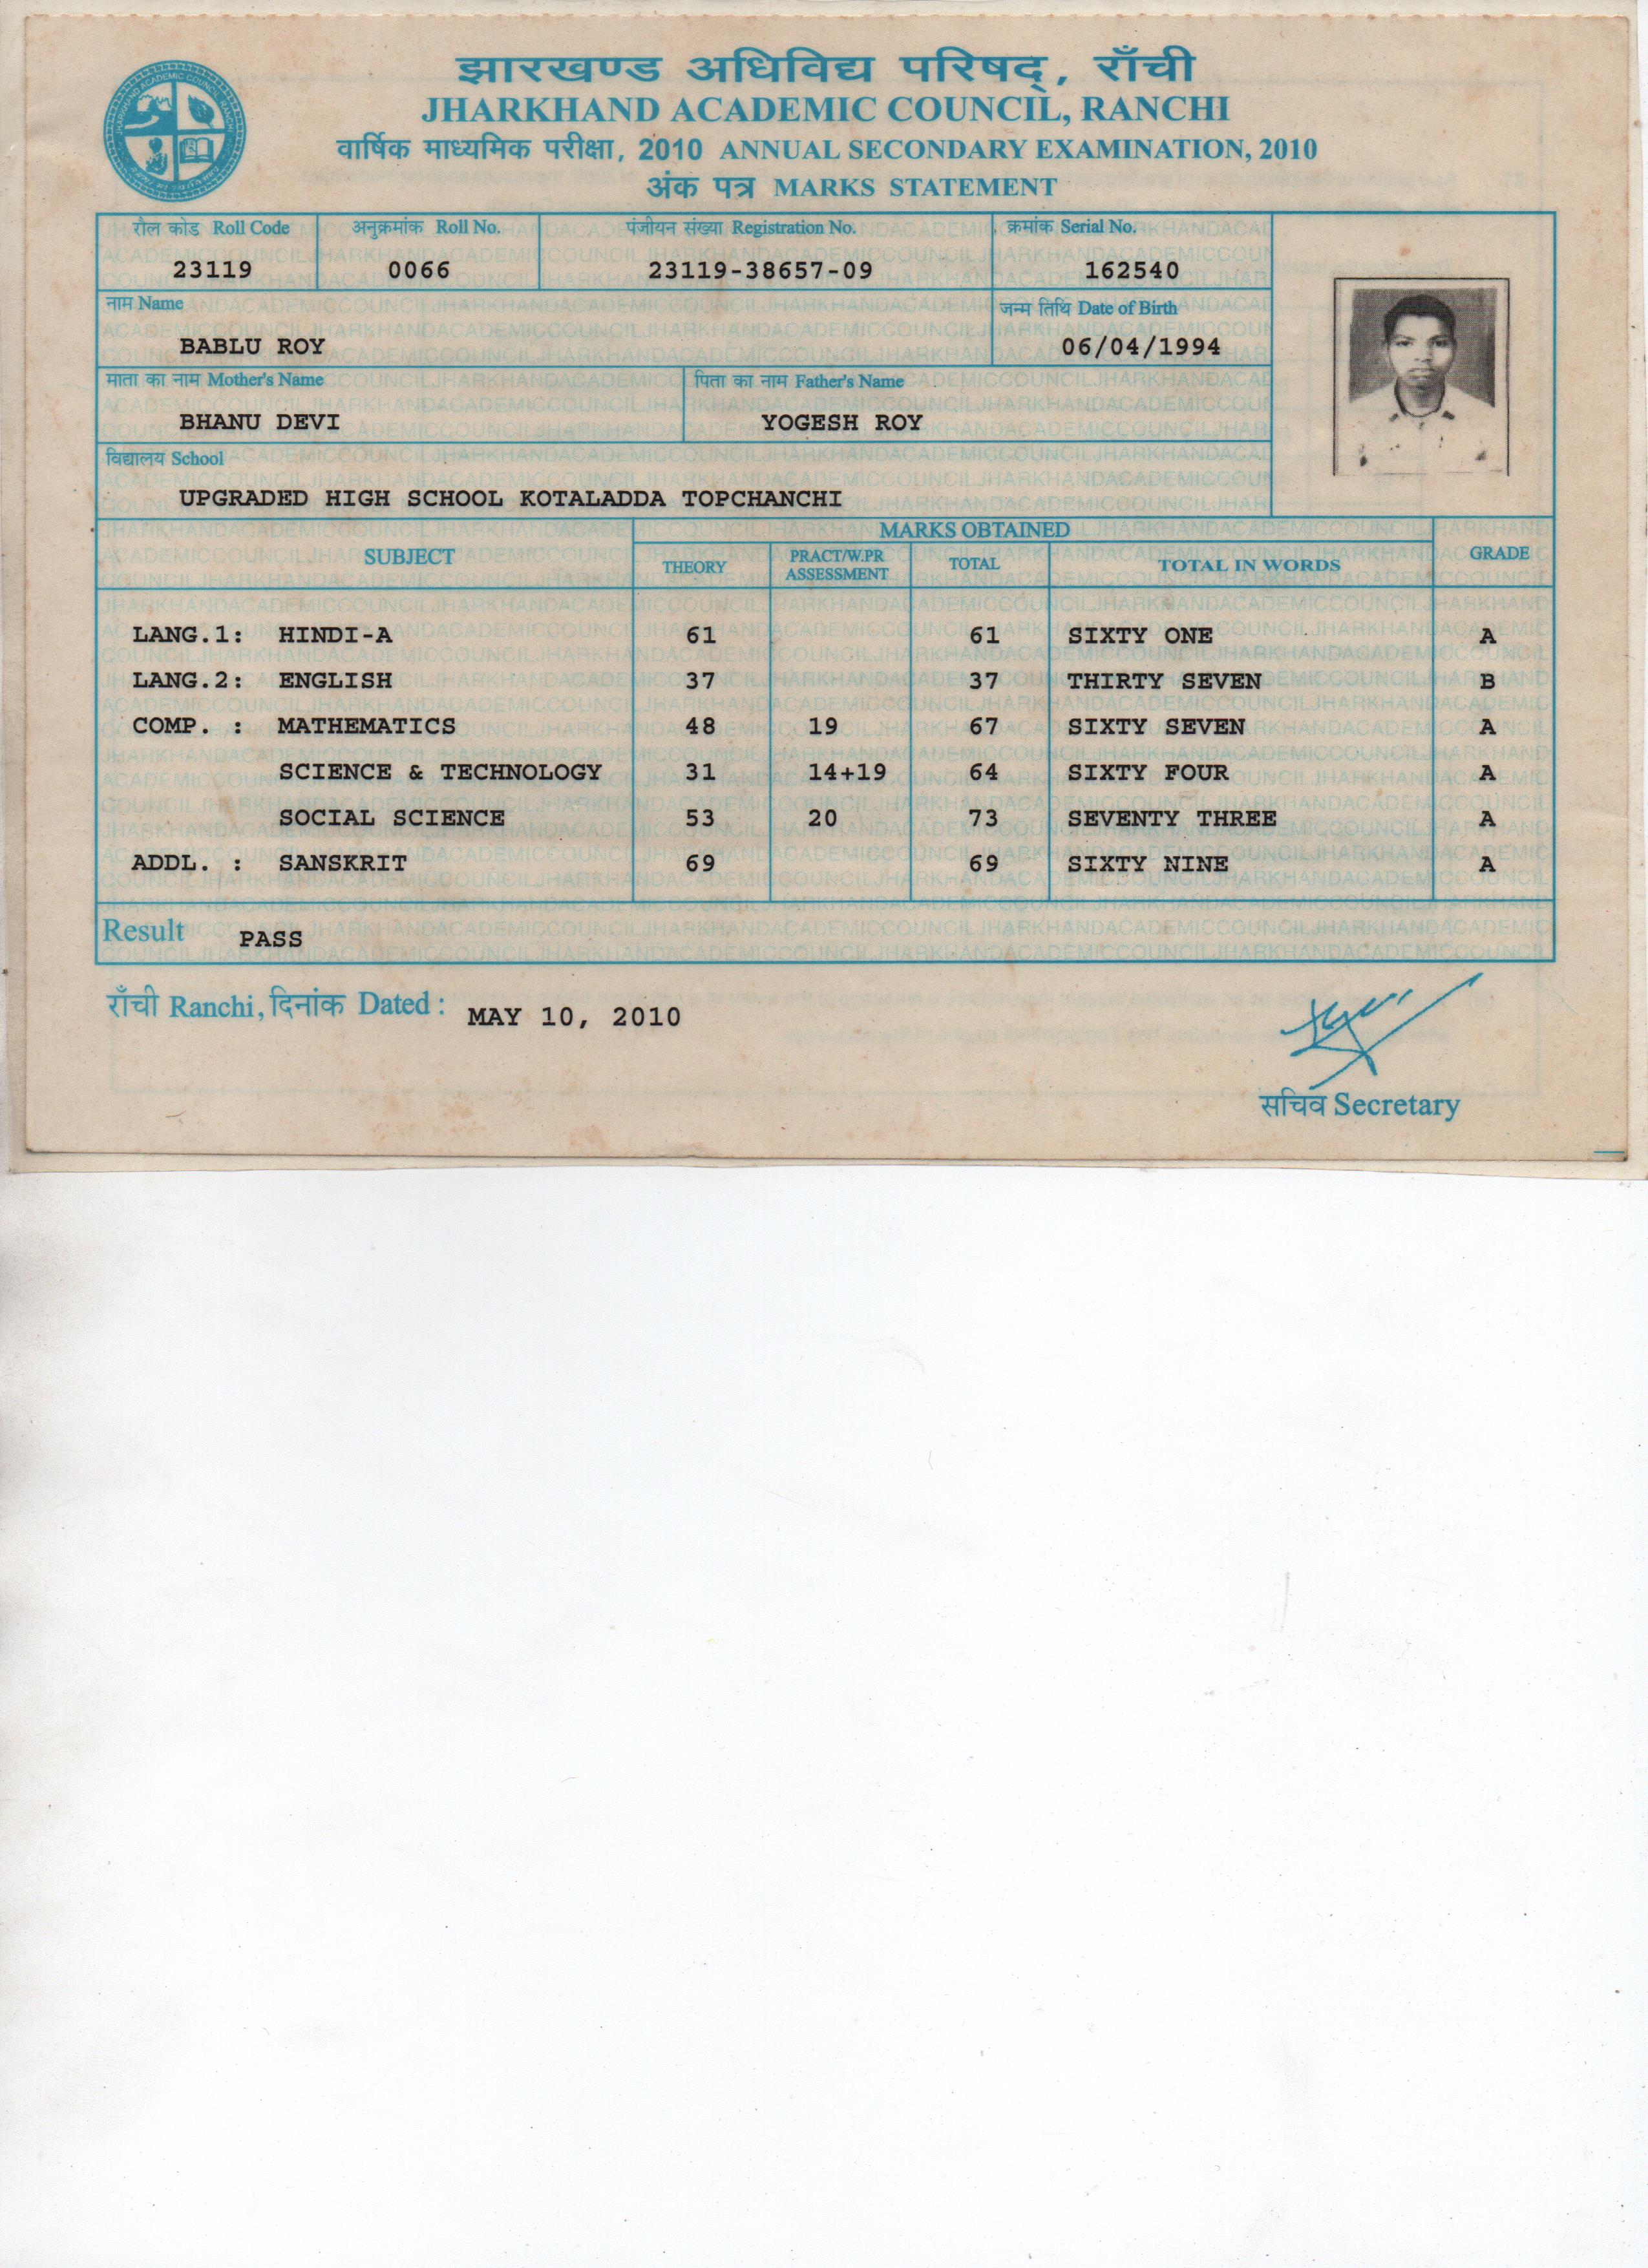 झारखण्ड अधिविद्य परिषद्, राँची
JHARKHAND ACADEMIC COUNCIL, RANCHI
वार्षिक माध्यमिक परीक्षा, 2010 ANNUAL SECONDARY EXAMINATION, 2010
अंक पत्र MARKS STATEMENT
रौल कोड Roll Code अनुक्रमांक Roll No. पंजीयन संख्या Registration No. क्रमांक Serial No.
23119 0066 23119-38657-09 162540
नाम Name जन्म तिथि Date of Birth
BABLU ROY 06/04/1994
माता का नाम Mother's Name पिता का नाम Father's Name
BHANU DEVI YOGESH ROY
विद्यालय School
UPGRADED HIGH SCHOOL KOTALADDA TOPCHANCHI
MARKS OBTAINED
SUBJECT THEORY PRACT/W.PR ASSESSMENT TOTAL TOTAL IN WORDS GRADE
LANG.1: HINDI-A 61 61 SIXTY ONE A
LANG.2: ENGLISH 37 37 THIRTY SEVEN B
COMP. : MATHEMATICS 48 19 67 SIXTY SEVEN A
SCIENCE & TECHNOLOGY 31 14+19 64 SIXTY FOUR A
SOCIAL SCIENCE 53 20 73 SEVENTY THREE A
ADDL. : SANSKRIT 69 69 SIXTY NINE A
Result PASS
राँची Ranchi, दिनांक Dated : MAY 10, 2010
सचिव Secretary